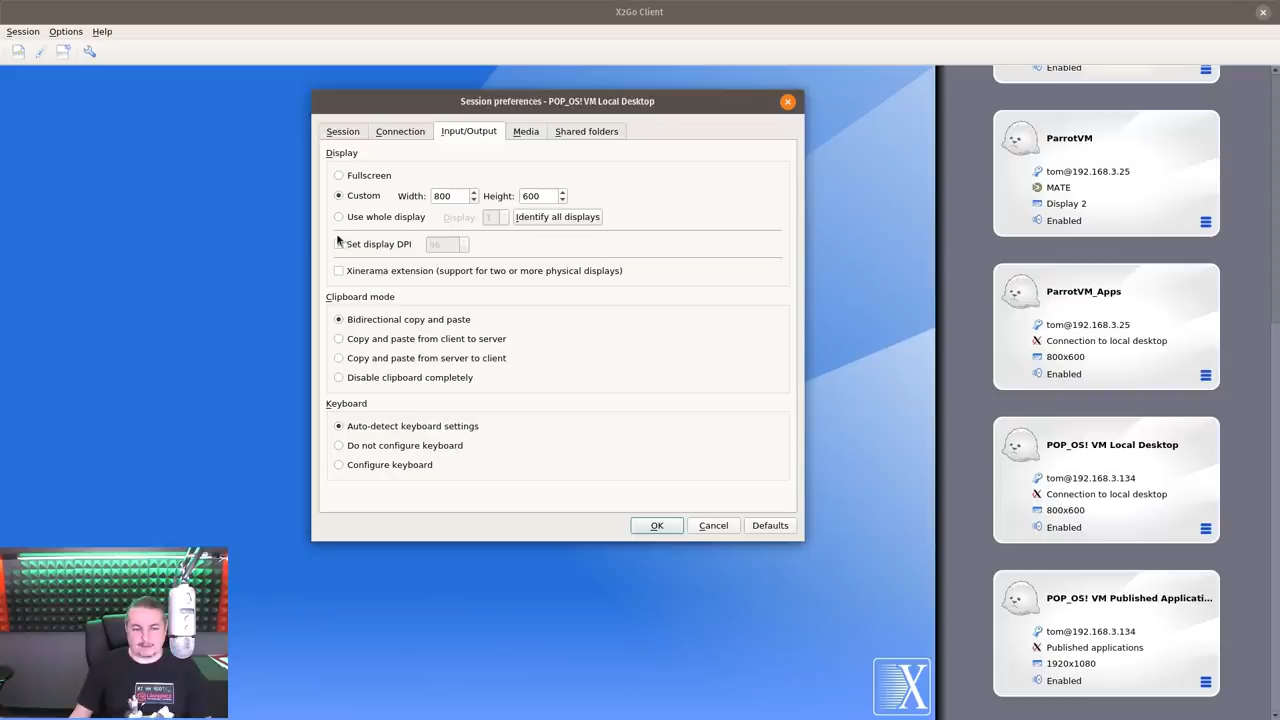 X2Go Client
Session Options Help
Session preferences - POP_OS! VM Local Desktop
Session Connection Input/Output Media Shared folders
Display
Fullscreen
Custom Width: 800 Height: 600
Use whole display Display: 1 Identify all displays
Set display DPI 96
Xinerama extension (support for two or more physical displays)
Clipboard mode
Bidirectional copy and paste
Copy and paste from client to server
Copy and paste from server to client
Disable clipboard completely
Keyboard
Auto-detect keyboard settings
Do not configure keyboard
Configure keyboard
OK Cancel Defaults
Enabled
ParrotVM
tom@192.168.3.25
MATE
Display 2
Enabled
ParrotVM_Apps
tom@192.168.3.25
Connection to local desktop
800x600
Enabled
POP_OS! VM Local Desktop
tom@192.168.3.134
Connection to local desktop
800x600
Enabled
POP_OS! VM Published Applicati...
tom@192.168.3.134
Published applications
1920x1080
Enabled
X